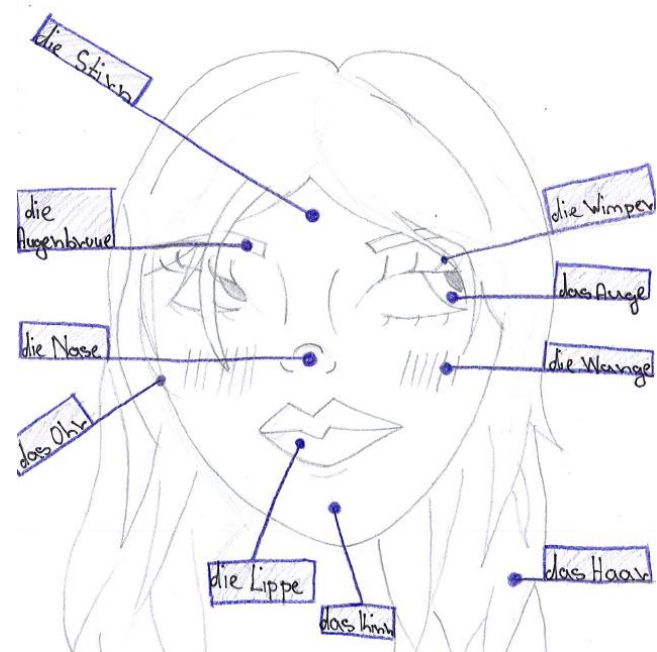 die Stirn
die
Augenbraue
die Wimper
das Auge
die Nase
die Wange
das Ohr
die Lippe
das Kinn
das Haar